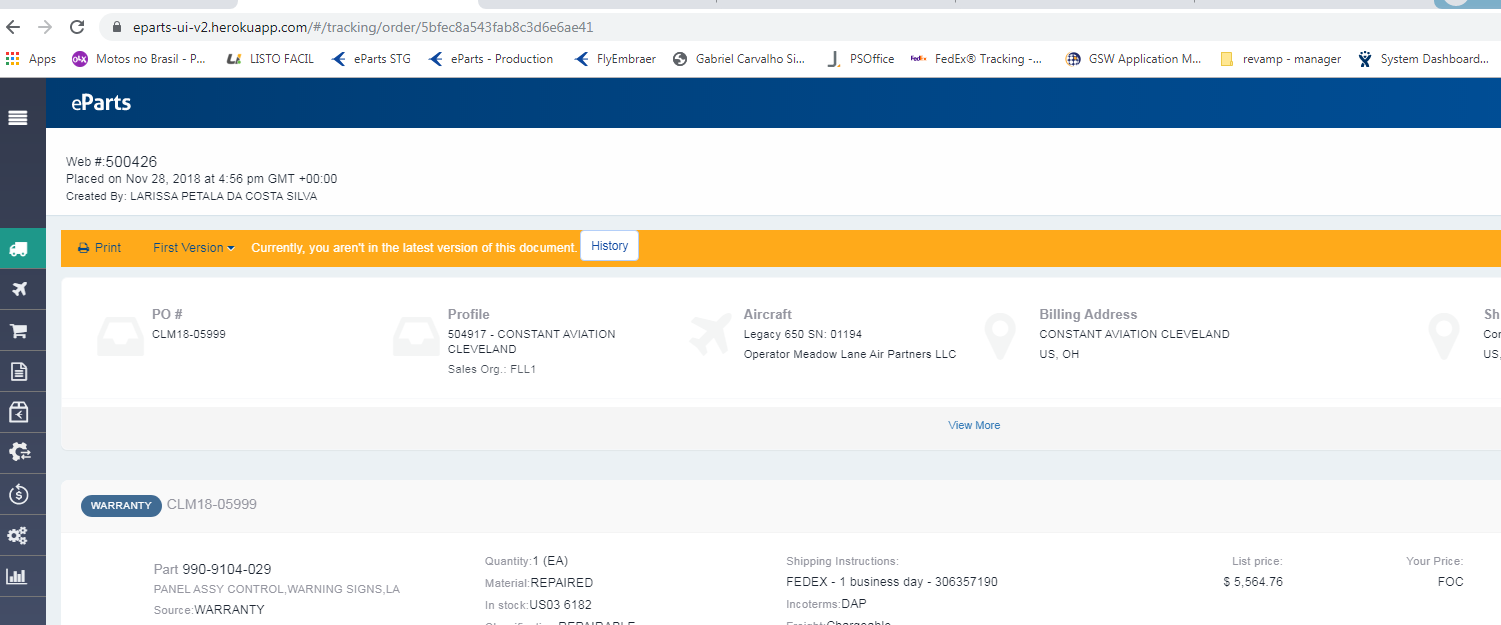 eparts-ui-v2.herokuapp.com/#/tracking/order/5bfec8a543fab8c3d6e6ae41
Apps OLX Motos no Brasil - P... LISTO FACIL eParts STG eParts - Production FlyEmbraer Gabriel Carvalho Si... PSOffice FedEx FedEx® Tracking -... GSW Application M... revamp - manager System Dashboard...
eParts
Web #:500426
Placed on Nov 28, 2018 at 4:56 pm GMT +00:00
Created By: LARISSA PETALA DA COSTA SILVA
Print First Version Currently, you aren't in the latest version of this document. History
PO # Profile Aircraft Billing Address Sh
CLM18-05999 504917 - CONSTANT AVIATION Legacy 650 SN: 01194 CONSTANT AVIATION CLEVELAND Cor
CLEVELAND Operator Meadow Lane Air Partners LLC US, OH US,
Sales Org.: FLL1
View More
WARRANTY CLM18-05999
Part 990-9104-029 Quantity:1 (EA) Shipping Instructions: List price: Your Price:
PANEL ASSY CONTROL,WARNING SIGNS,LA Material:REPAIRED FEDEX - 1 business day - 306357190 $ 5,564.76 FOC
Source:WARRANTY In stock:US03 6182 Incoterms:DAP
Classification:REPAIRABLE Freight:Chargeable